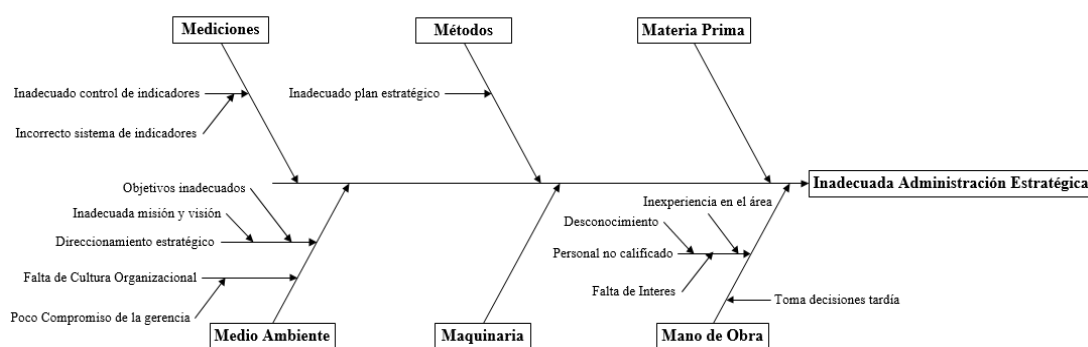 Mediciones
Métodos
Materia Prima
Inadecuado control de indicadores
Inadecuado plan estratégico
Incorrecto sistema de indicadores
Inadecuada Administración Estratégica
Objetivos inadecuados
Inexperiencia en el área
Inadecuada misión y visión
Desconocimiento
Direccionamiento estratégico
Personal no calificado
Falta de Cultura Organizacional
Falta de Interes
Toma decisiones tardía
Poco Compromiso de la gerencia
Medio Ambiente
Maquinaria
Mano de Obra